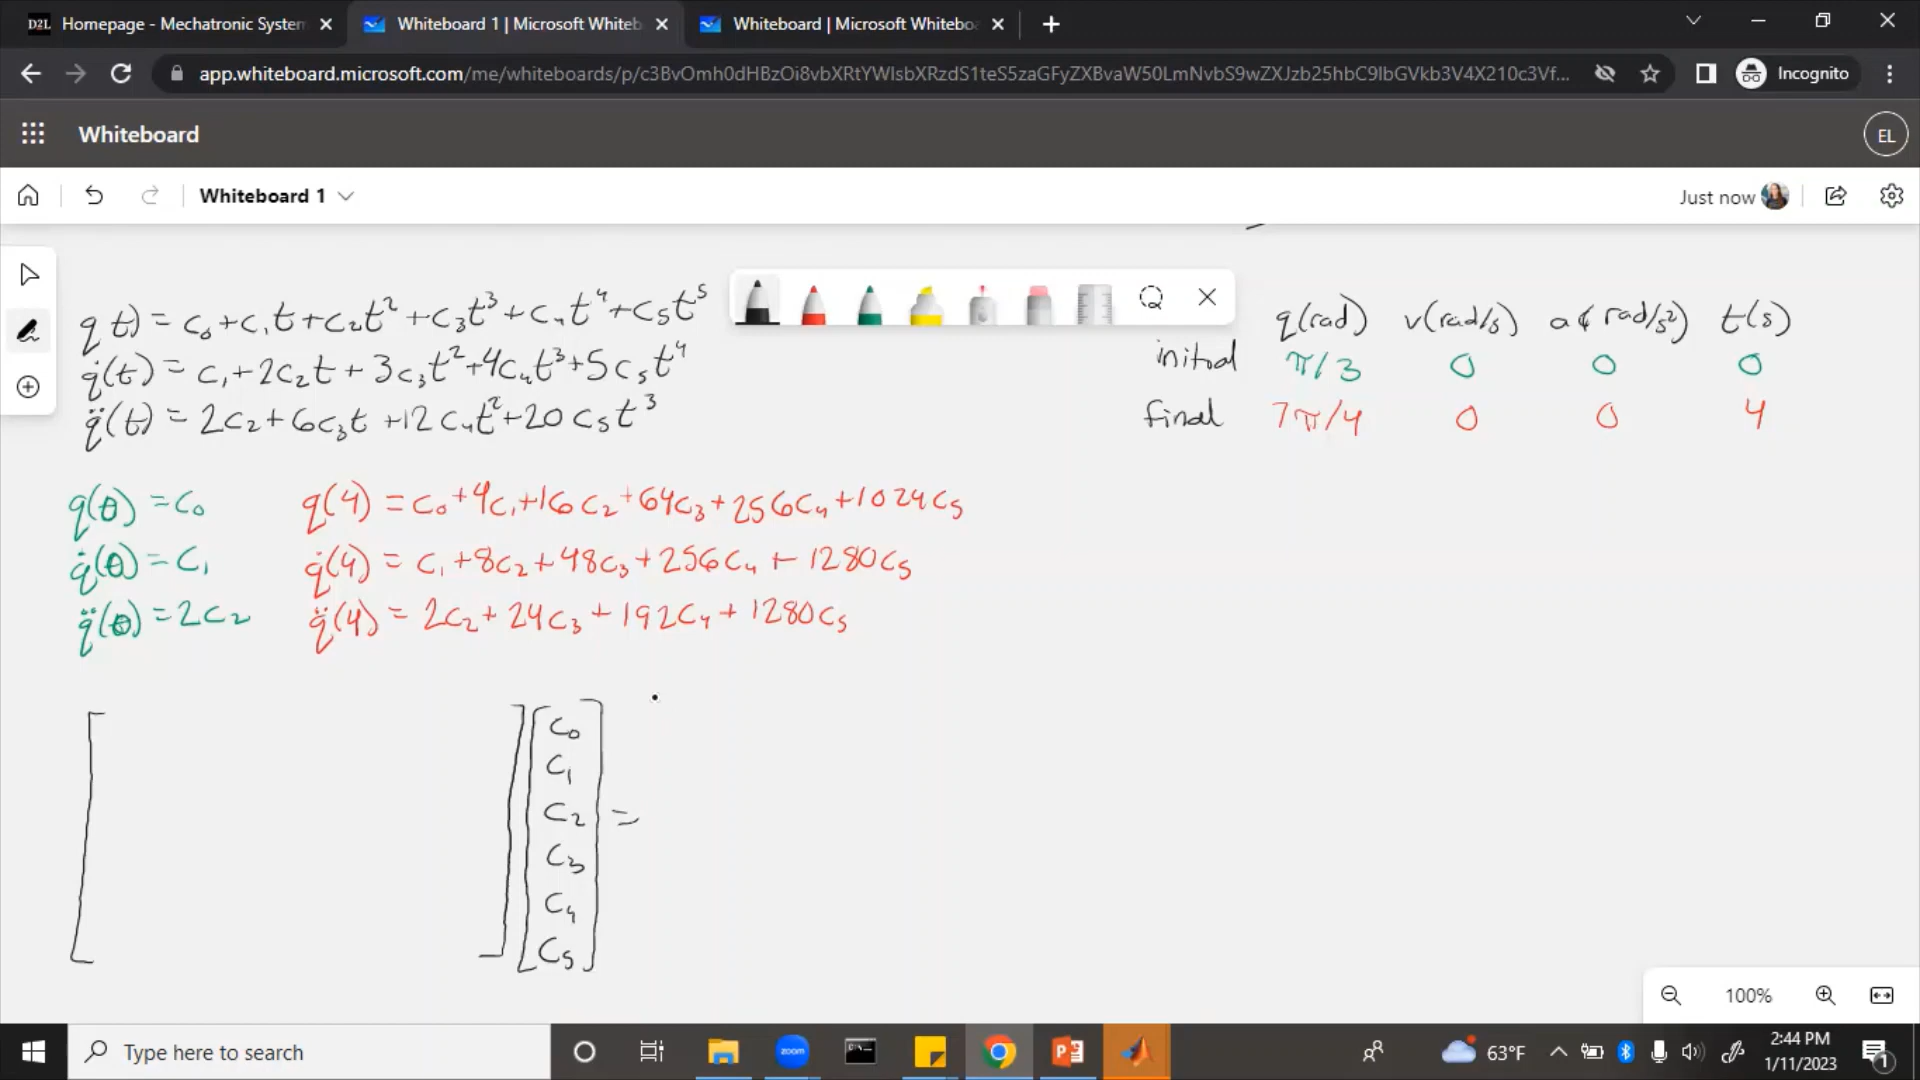 Homepage - Mechatronic System
Whiteboard 1 | Microsoft Whiteb
Whiteboard | Microsoft Whiteboa
app.whiteboard.microsoft.com/me/whiteboards/p/c3BvOmh0dHBzOi8vbXRtYWlsbXRzdS1teS5zaGFyZXBvaW50LmNvbS9wZXJzb25hbC9lbGVkb3V4X210c3Vf...
Incognito
Whiteboard
EL
Whiteboard 1
Just now
q t) = c₀+c₁t+c₂t²+c₃t³+c₄t⁴+c₅t⁵
q̇(t) = c₁+2c₂t+3c₃t²+4c₄t³+5c₅t⁴
q̈(t) = 2c₂+6c₃t+12c₄t²+20c₅t³
q(rad) v(rad/s) a( rad/s²) t(s)
initial π/3 0 0 0
final 7π/4 0 0 4
q(0) = c₀
q̇(0) = c₁
q̈(0) = 2c₂
q(4) = c₀+4c₁+16c₂+64c₃+256c₄+1024c₅
q̇(4) = c₁+8c₂+48c₃+256c₄+1280c₅
q̈(4) = 2c₂+24c₃+192c₄+1280c₅
c₀
c₁
c₂ =
c₃
c₄
c₅
100%
Type here to search
zoom
63°F
2:44 PM
1/11/2023
1